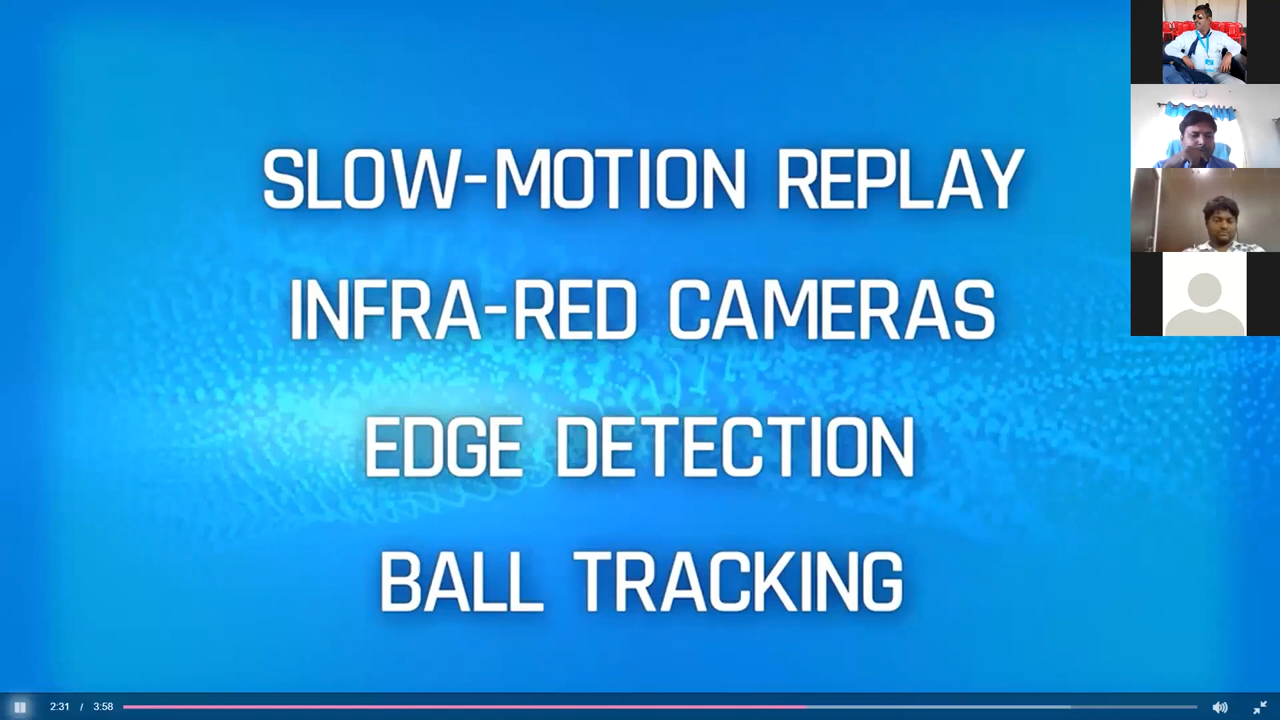 SLOW-MOTION REPLAY
INFRA-RED CAMERAS
EDGE DETECTION
BALL TRACKING
2:31 / 3:58